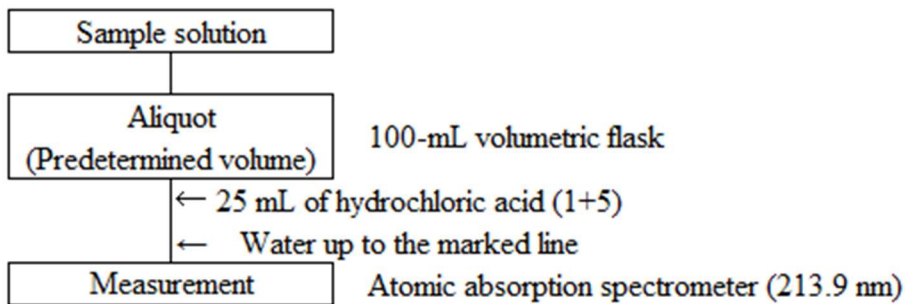 Sample solution
Aliquot
(Predetermined volume)
100-mL volumetric flask
← 25 mL of hydrochloric acid (1+5)
← Water up to the marked line
Measurement
Atomic absorption spectrometer (213.9 nm)